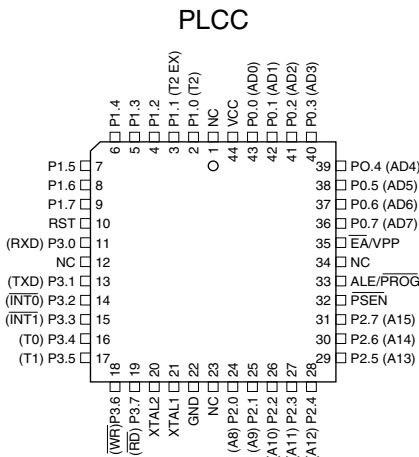 PLCC
P1.4
P1.3
P1.2
P1.1 (T2 EX)
P1.0 (T2)
NC
VCC
P0.0 (AD0)
P0.1 (AD1)
P0.2 (AD2)
P0.3 (AD3)
6
5
4
3
2
1
44
43
42
41
40
P1.5 7
P1.6 8
P1.7 9
RST 10
(RXD) P3.0 11
NC 12
(TXD) P3.1 13
(INT0) P3.2 14
(INT1) P3.3 15
(T0) P3.4 16
(T1) P3.5 17
39 PO.4 (AD4)
38 P0.5 (AD5)
37 P0.6 (AD6)
36 P0.7 (AD7)
35 EA/VPP
34 NC
33 ALE/PROG
32 PSEN
31 P2.7 (A15)
30 P2.6 (A14)
29 P2.5 (A13)
18
19
20
21
22
23
24
25
26
27
28
(WR)P3.6
(RD) P3.7
XTAL2
XTAL1
GND
NC
(A8) P2.0
(A9) P2.1
(A10) P2.2
(A11) P2.3
(A12) P2.4